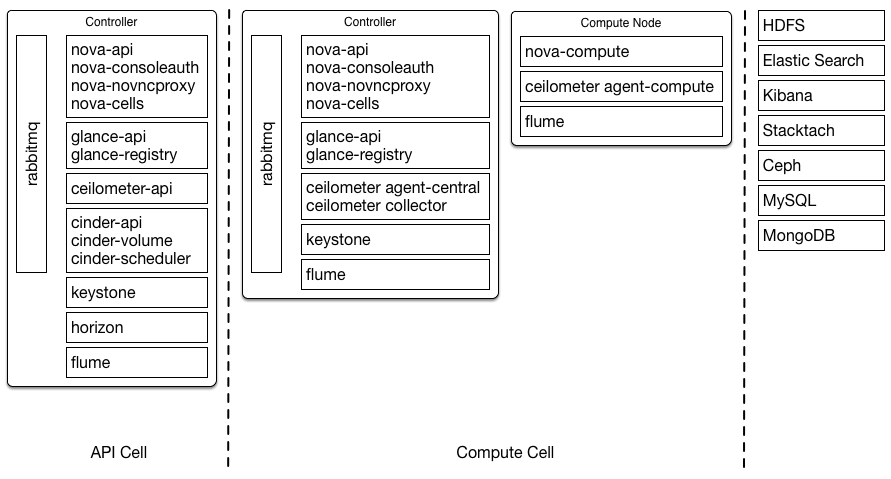 Controller
rabbitmq
nova-api
nova-consoleauth
nova-novncproxy
nova-cells
glance-api
glance-registry
ceilometer-api
cinder-api
cinder-volume
cinder-scheduler
keystone
horizon
flume
API Cell
Controller
rabbitmq
nova-api
nova-consoleauth
nova-novncproxy
nova-cells
glance-api
glance-registry
ceilometer agent-central
ceilometer collector
keystone
flume
Compute Node
nova-compute
ceilometer agent-compute
flume
Compute Cell
HDFS
Elastic Search
Kibana
Stacktach
Ceph
MySQL
MongoDB